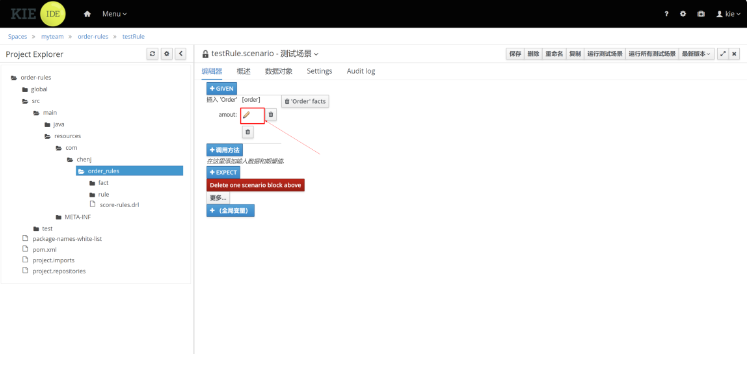 KIE IDE Menu ? kie
Spaces > myteam > order-rules > testRule
Project Explorer
testRule.scenario - 测试场景
保存 删除 重命名 复制 运行测试场景 运行所有测试场景 最新版本
编辑器 概述 数据对象 Settings Audit log
order-rules
global
src
main
java
resources
com
chenj
order_rules
fact
rule
score-rules.drl
META-INF
test
package-names-white-list
pom.xml
project.imports
project.repositories
+ GIVEN
插入 'Order' [order] 'Order' facts
amout:
+ 调用方法
在这里添加输入数据和期望值.
+ EXPECT
Delete one scenario block above
更多...
+ (全局变量)